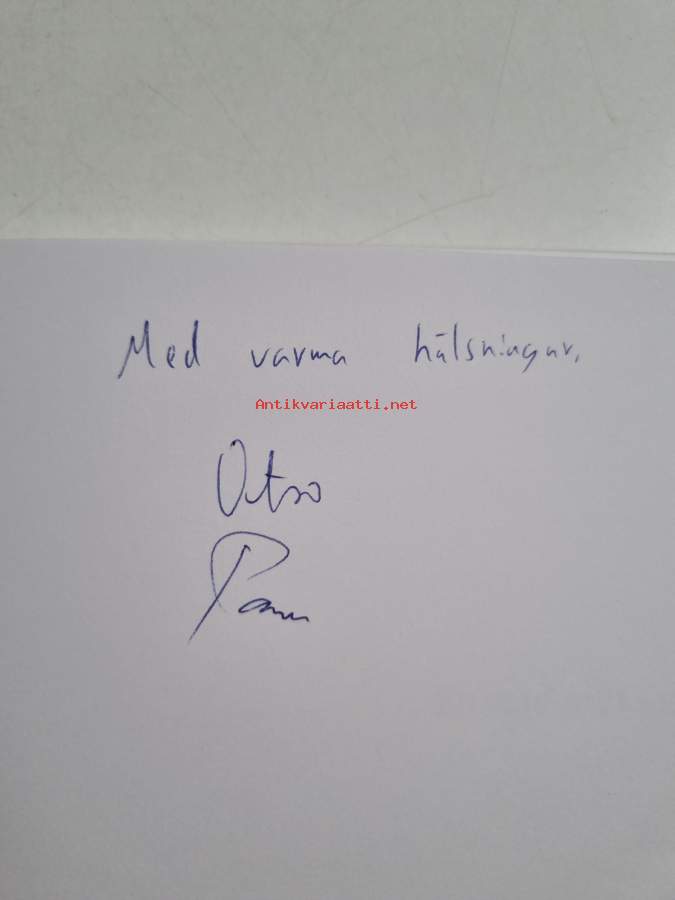 Med varma hälsningar,
Antikvariaatti.net
Otso